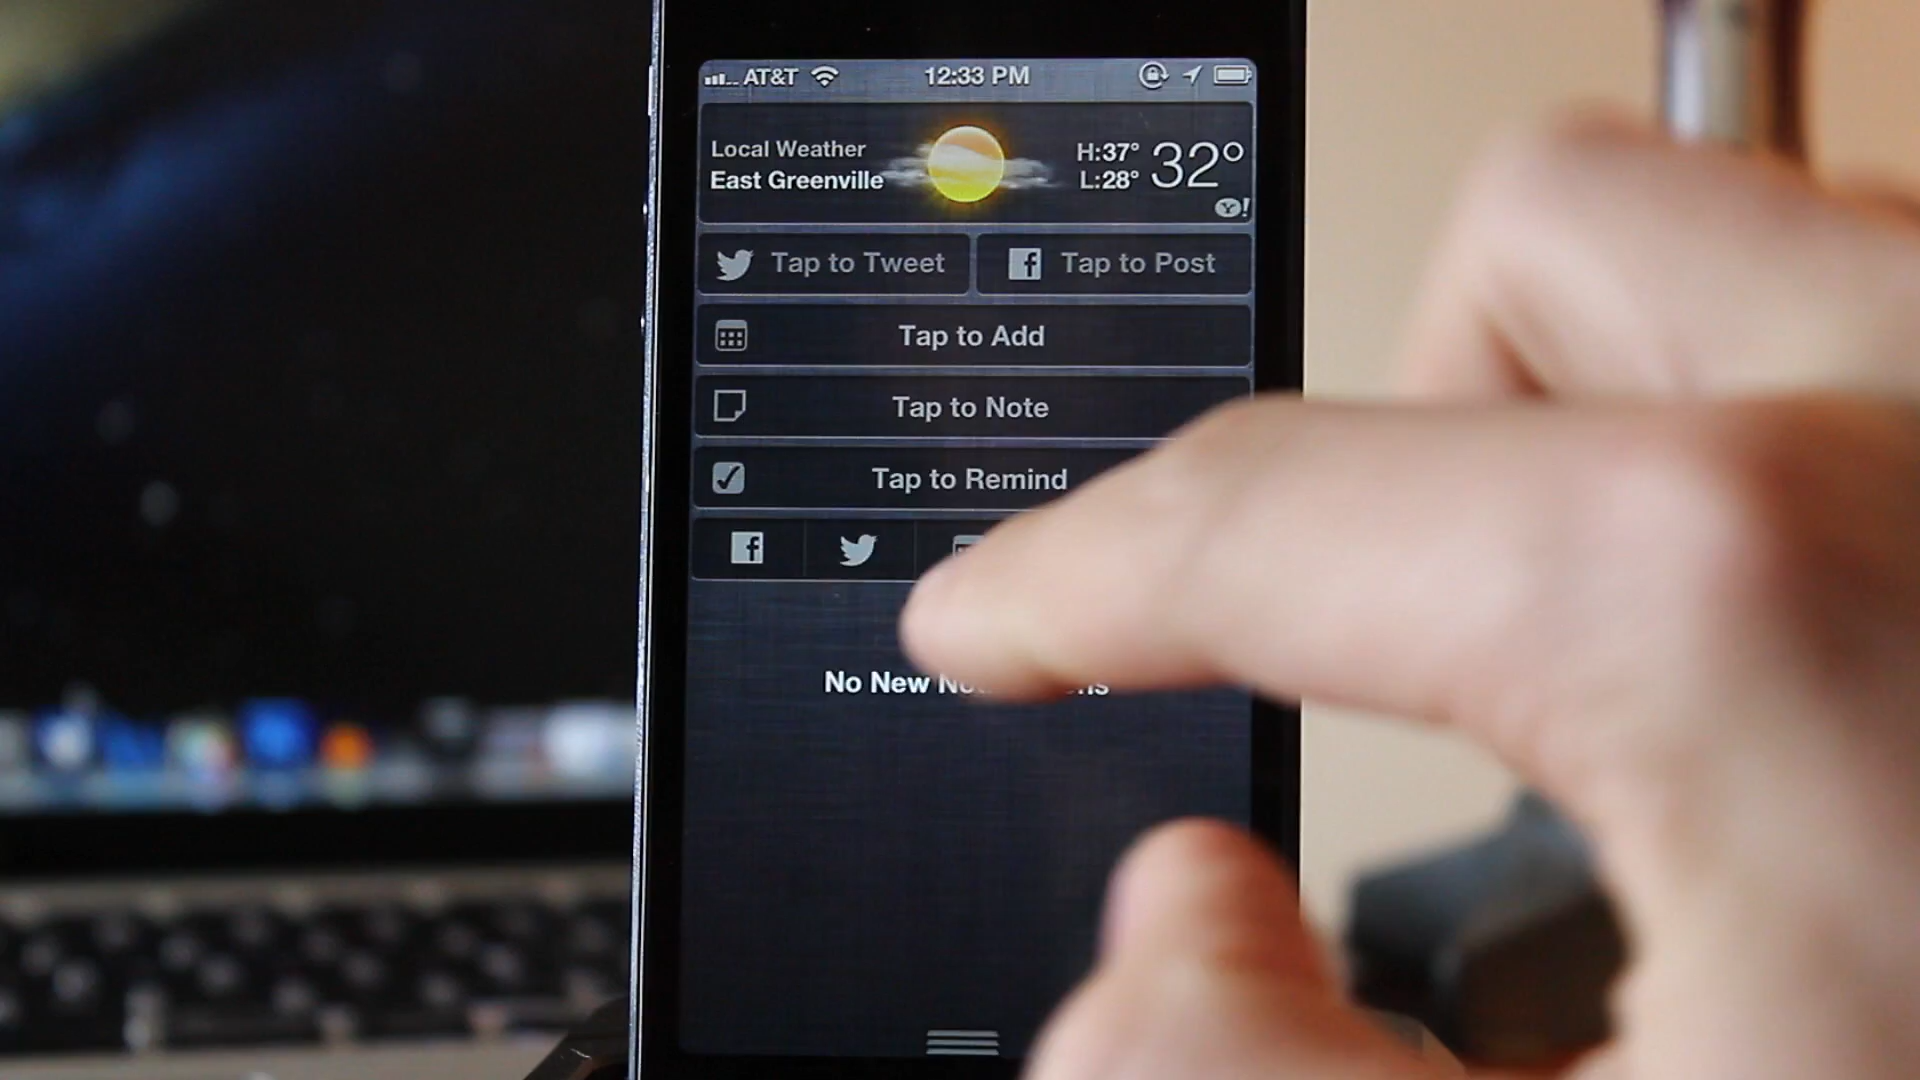 AT&T 12:33 PM
Local Weather
East Greenville
H:37°
L:28°
32°
Y!
Tap to Tweet
Tap to Post
Tap to Add
Tap to Note
Tap to Remind
No New